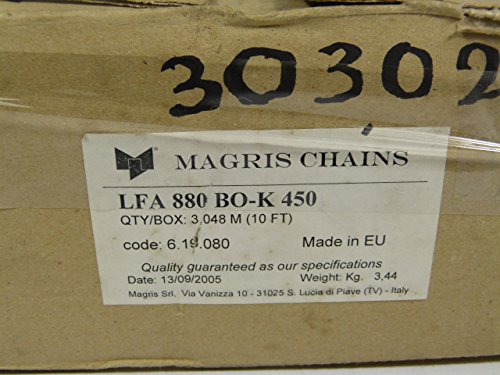 30302
MAGRIS CHAINS
LFA 880 BO-K 450
QTY/BOX: 3,048 M (10 FT)
code: 6.19.080 Made in EU
Quality guaranteed as our specifications
Date: 13/09/2005 Weight: Kg. 3,44
Magris Srl. Via Vanizza 10 - 31025 S. Lucia di Piave (TV) - Italy